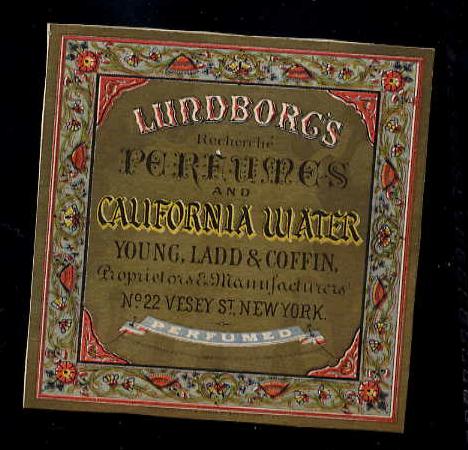 LUNDBORG'S
Recherché
PERFUMES
AND
CALIFORNIA WATER
YOUNG, LADD & COFFIN,
Proprietors & Manufacturers
No 22 VESEY ST. NEW YORK.
PERFUMED